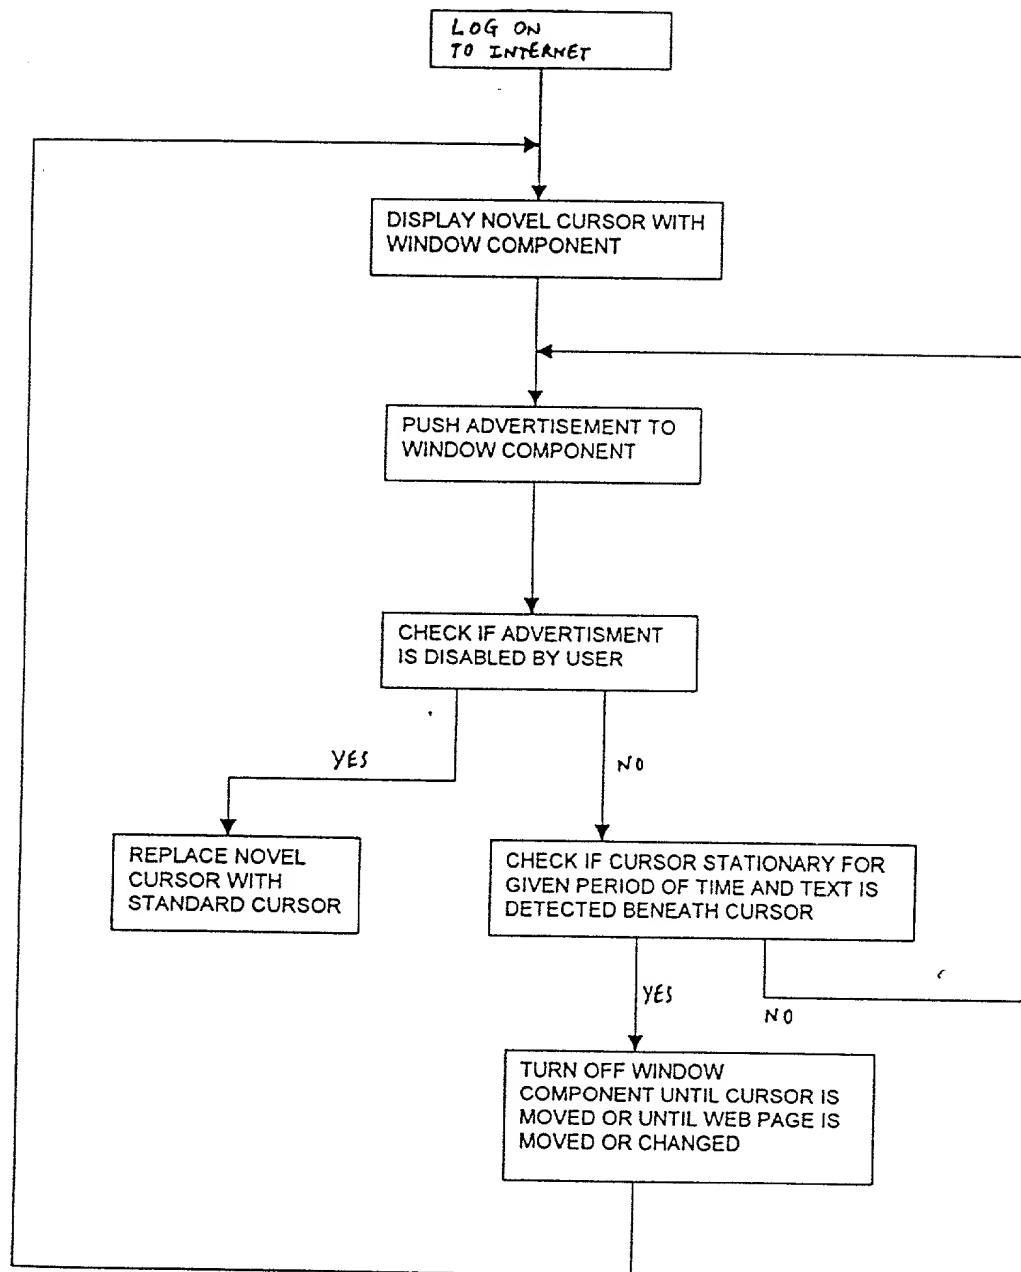 LOG ON
TO INTERNET
DISPLAY NOVEL CURSOR WITH
WINDOW COMPONENT
PUSH ADVERTISEMENT TO
WINDOW COMPONENT
CHECK IF ADVERTISMENT
IS DISABLED BY USER
YES
NO
REPLACE NOVEL
CURSOR WITH
STANDARD CURSOR
CHECK IF CURSOR STATIONARY FOR
GIVEN PERIOD OF TIME AND TEXT IS
DETECTED BENEATH CURSOR
YES
NO
TURN OFF WINDOW
COMPONENT UNTIL CURSOR IS
MOVED OR UNTIL WEB PAGE IS
MOVED OR CHANGED